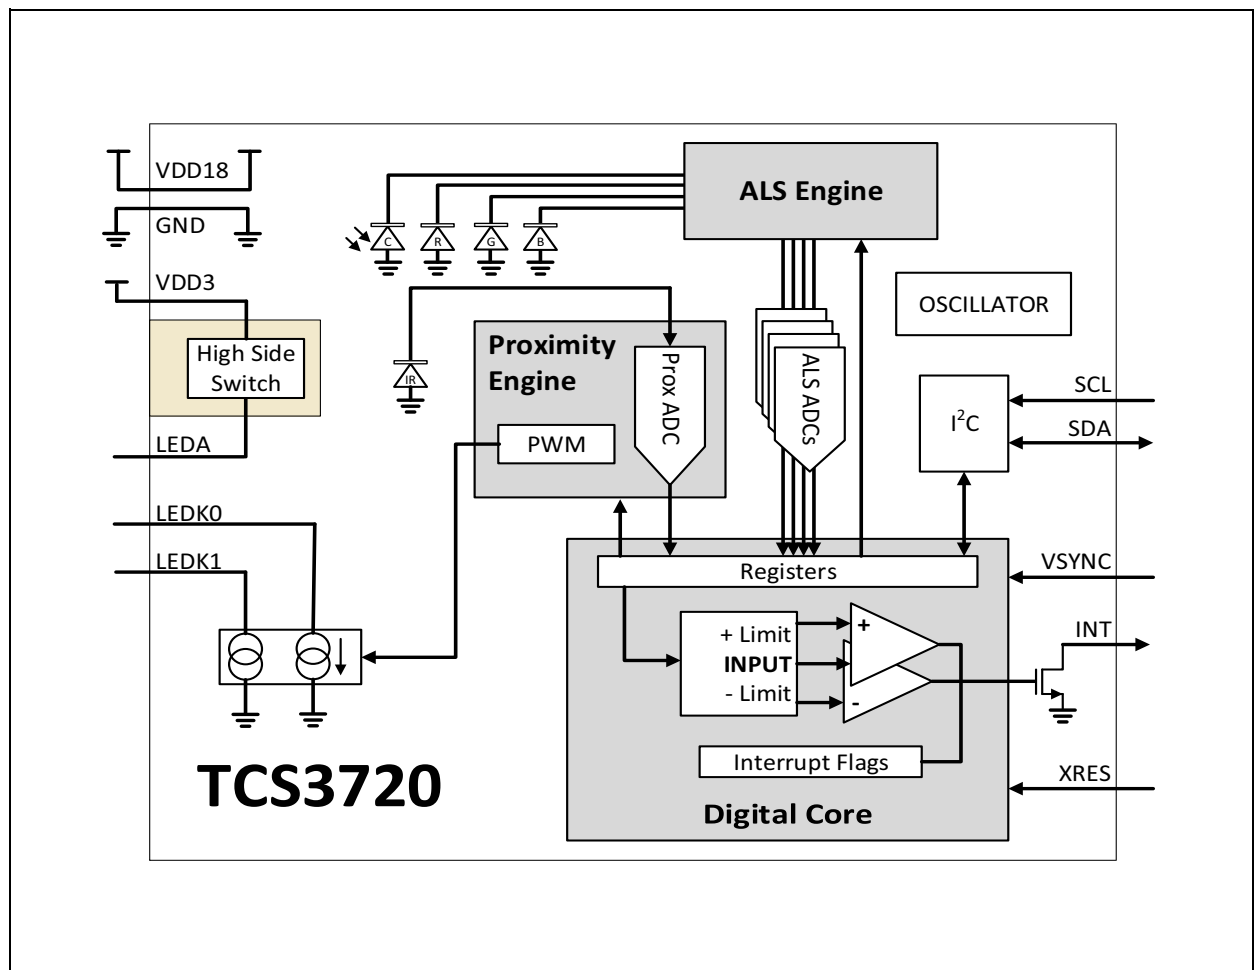 VDD18
GND
VDD3
High Side
Switch
LEDA
LEDK0
LEDK1
C
R
G
B
IR
ALS Engine
OSCILLATOR
Proximity
Engine
Prox ADC
PWM
ALS ADCs
I²C
SCL
SDA
VSYNC
INT
XRES
Registers
+ Limit
INPUT
- Limit
+
-
Interrupt Flags
Digital Core
TCS3720